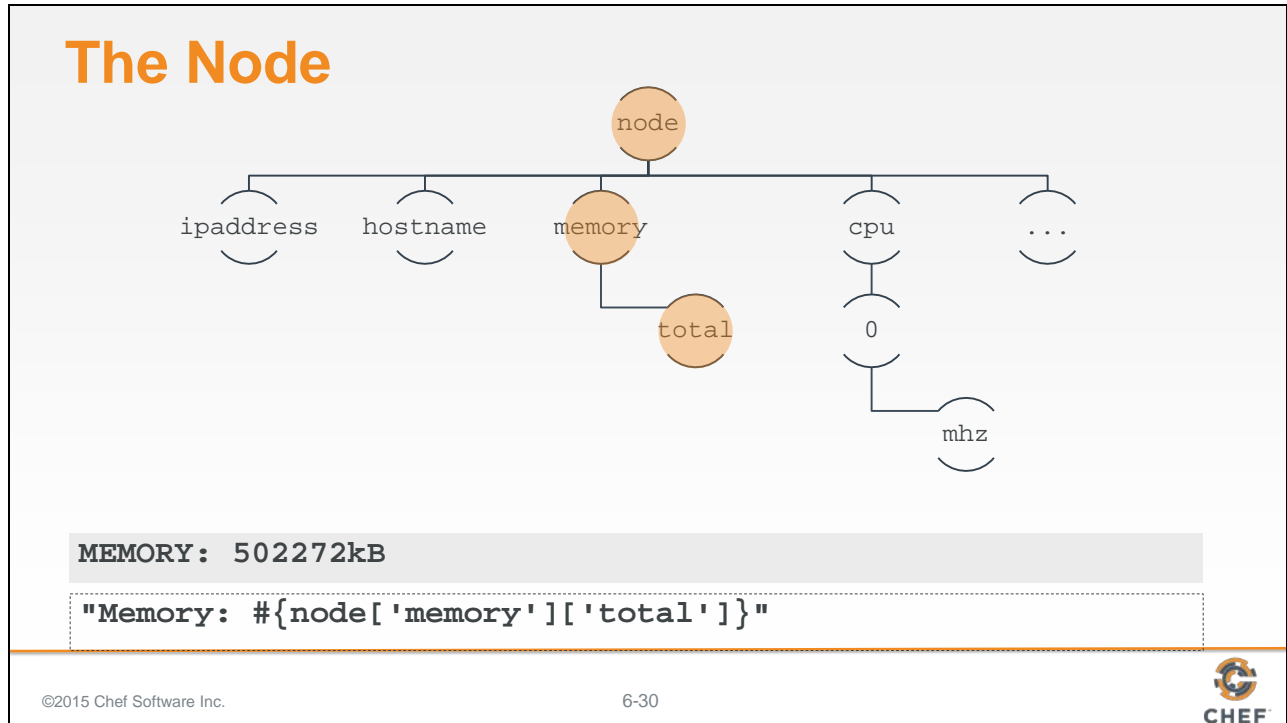 The Node
node
ipaddress hostname memory cpu ...
total 0
mhz
MEMORY: 502272kB
"Memory: #{node['memory']['total']}"
©2015 Chef Software Inc. 6-30
CHEF